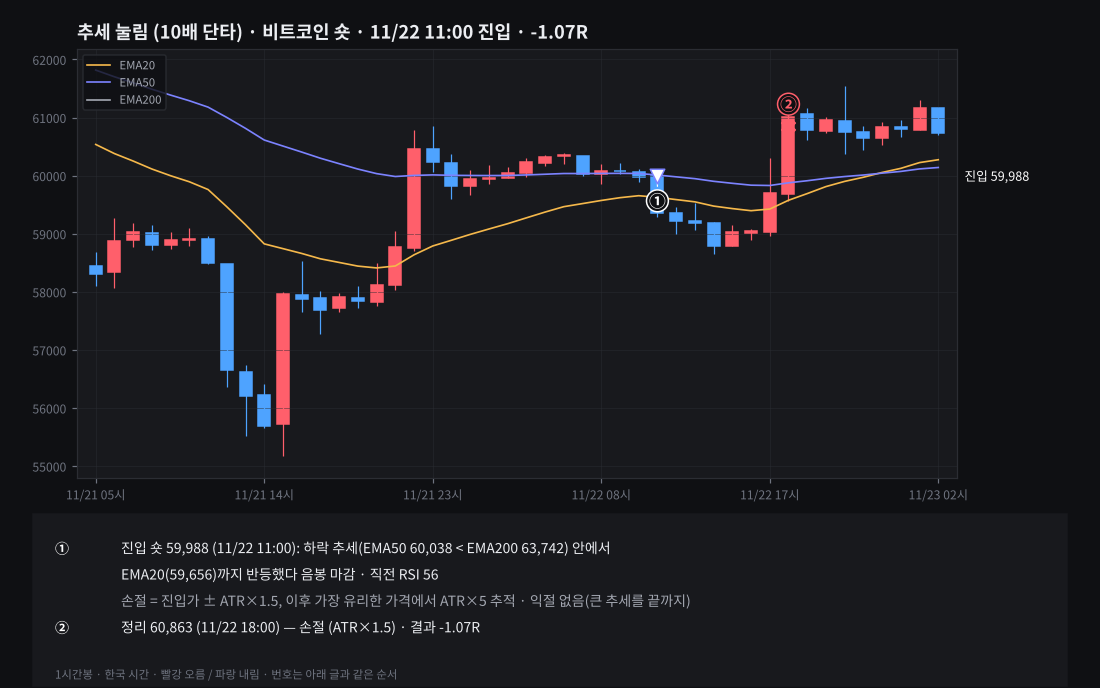 추세 눌림 (10배 단타) · 비트코인 숏 · 11/22 11:00 진입 · -1.07R
EMA20
EMA50
EMA200
62000
61000
60000
59000
58000
57000
56000
55000
②
①
진입 59,988
11/21 05시
11/21 14시
11/21 23시
11/22 08시
11/22 17시
11/23 02시
① 진입 숏 59,988 (11/22 11:00): 하락 추세(EMA50 60,038 < EMA200 63,742) 안에서
EMA20(59,656)까지 반등했다 음봉 마감 · 직전 RSI 56
손절 = 진입가 ± ATR×1.5, 이후 가장 유리한 가격에서 ATR×5 추적 · 익절 없음(큰 추세를 끝까지)
② 정리 60,863 (11/22 18:00) — 손절 (ATR×1.5) · 결과 -1.07R
1시간봉 · 한국 시간 · 빨강 오름 / 파랑 내림 · 번호는 아래 글과 같은 순서